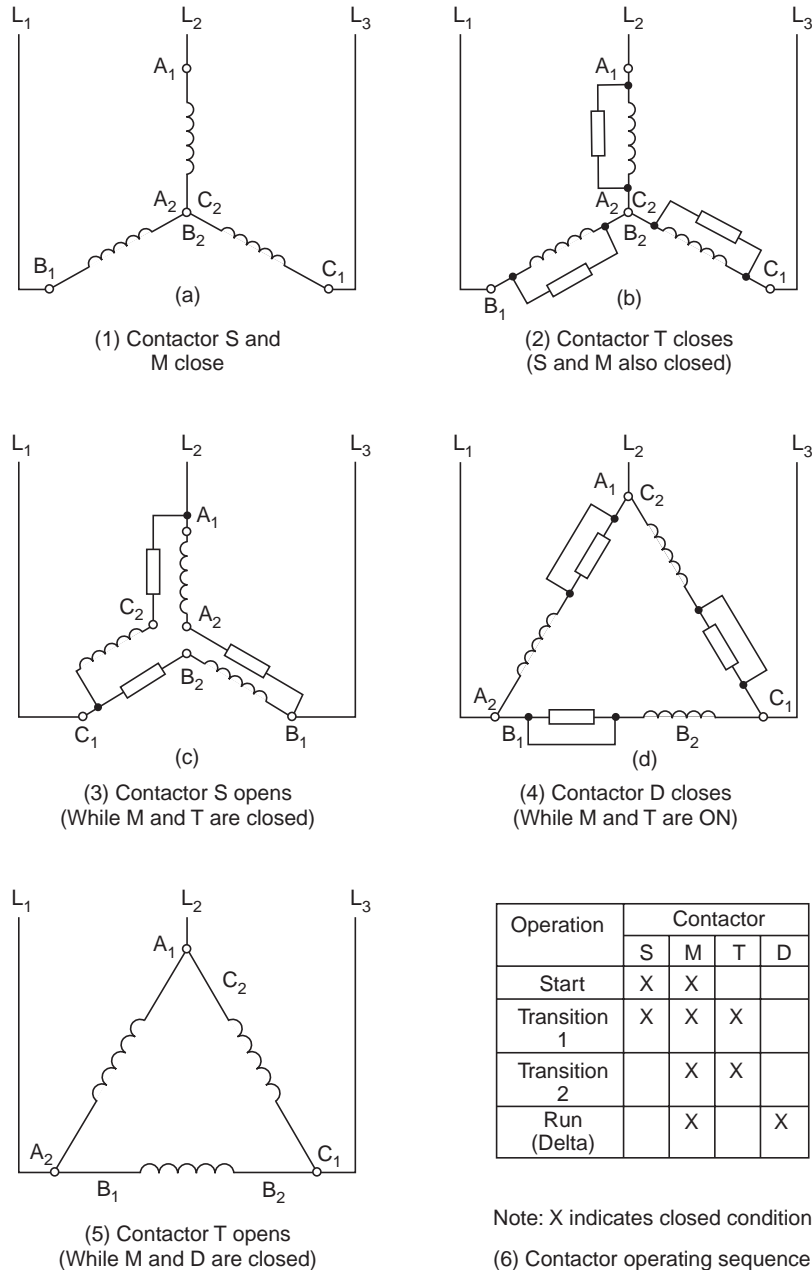 L1 L2 L3
A1
A2 C2
B2
B1 C1
(a)
(1) Contactor S and
M close
L1 L2 L3
A1
A2 C2
B2
B1 C1
(b)
(2) Contactor T closes
(S and M also closed)
L1 L2 L3
A1
C2
A2
B2
C1 B1
(c)
(3) Contactor S opens
(While M and T are closed)
L1 L2 L3
A1 C2
A2 C1
B1 B2
(d)
(4) Contactor D closes
(While M and T are ON)
L1 L2 L3
A1
C2
A2 C1
B1 B2
(5) Contactor T opens
(While M and D are closed)
Operation Contactor
S M T D
Start X X
Transition X X X
1
Transition X X
2
Run X X
(Delta)
Note: X indicates closed condition
(6) Contactor operating sequence